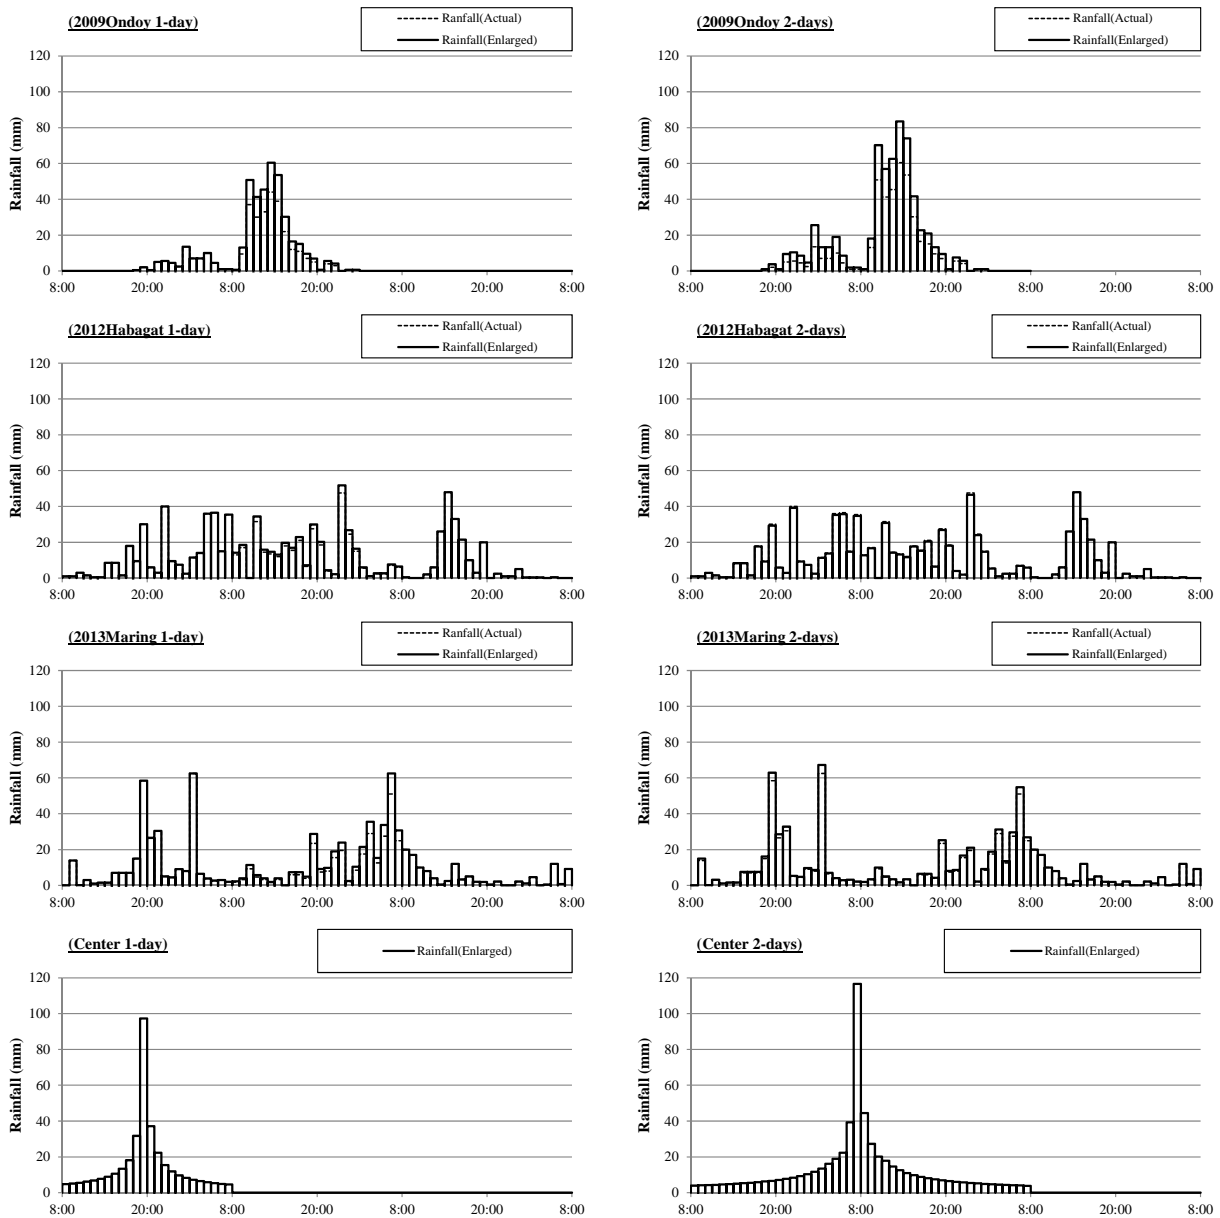 (2009Ondoy 1-day)
Ranfall(Actual)
Rainfall(Enlarged)
Rainfall (mm)
120
100
80
60
40
20
0
8:00 20:00 8:00 20:00 8:00 20:00 8:00
(2009Ondoy 2-days)
Ranfall(Actual)
Rainfall(Enlarged)
Rainfall (mm)
120
100
80
60
40
20
0
8:00 20:00 8:00 20:00 8:00 20:00 8:00
(2012Habagat 1-day)
Ranfall(Actual)
Rainfall(Enlarged)
Rainfall (mm)
120
100
80
60
40
20
0
8:00 20:00 8:00 20:00 8:00 20:00 8:00
(2012Habagat 2-days)
Ranfall(Actual)
Rainfall(Enlarged)
Rainfall (mm)
120
100
80
60
40
20
0
8:00 20:00 8:00 20:00 8:00 20:00 8:00
(2013Maring 1-day)
Ranfall(Actual)
Rainfall(Enlarged)
Rainfall (mm)
120
100
80
60
40
20
0
8:00 20:00 8:00 20:00 8:00 20:00 8:00
(2013Maring 2-days)
Ranfall(Actual)
Rainfall(Enlarged)
Rainfall (mm)
120
100
80
60
40
20
0
8:00 20:00 8:00 20:00 8:00 20:00 8:00
(Center 1-day)
Rainfall(Enlarged)
Rainfall (mm)
120
100
80
60
40
20
0
8:00 20:00 8:00 20:00 8:00 20:00 8:00
(Center 2-days)
Rainfall(Enlarged)
Rainfall (mm)
120
100
80
60
40
20
0
8:00 20:00 8:00 20:00 8:00 20:00 8:00